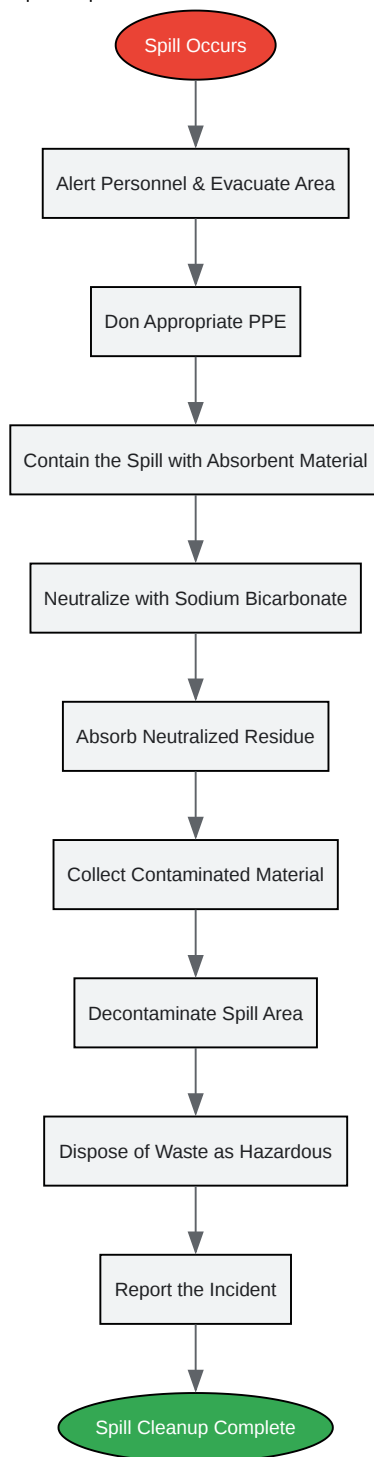 Spill Occurs
Alert Personnel & Evacuate Area
Don Appropriate PPE
Contain the Spill with Absorbent Material
Neutralize with Sodium Bicarbonate
Absorb Neutralized Residue
Collect Contaminated Material
Decontaminate Spill Area
Dispose of Waste as Hazardous
Report the Incident
Spill Cleanup Complete